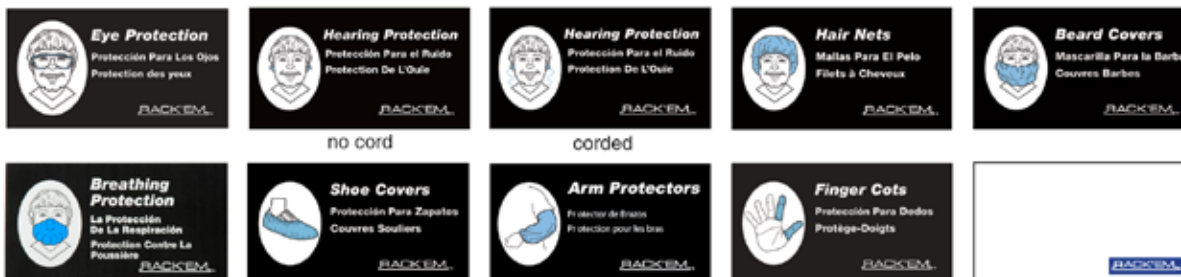 Eye Protection
Protección Para Los Ojos
Protection des yeux
RACK'EM
Hearing Protection
Protección Para el Ruido
Protection De L'Ouie
RACK'EM
no cord
Hearing Protection
Protección Para el Ruido
Protection De L'Ouie
RACK'EM
corded
Hair Nets
Mallas Para El Pelo
Filets à Cheveux
RACK'EM
Beard Covers
Mascarilla Para la Barba
Couvres Barbes
RACK'EM
Breathing
Protection
La Protección
De La Respiración
Protection Contre La
Poussière
RACK'EM
Shoe Covers
Protección Para Zapatos
Couvres Souliers
RACK'EM
Arm Protectors
Protector de Brazos
Protection pour les bras
RACK'EM
Finger Cots
Protección Para Dedos
Protège-Doigts
RACK'EM
RACK'EM